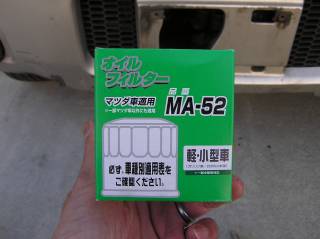 オイル
フィルター
マツダ車適用
品番
MA-52
軽・小型車
必ず、車種別適用表を
ご確認ください。